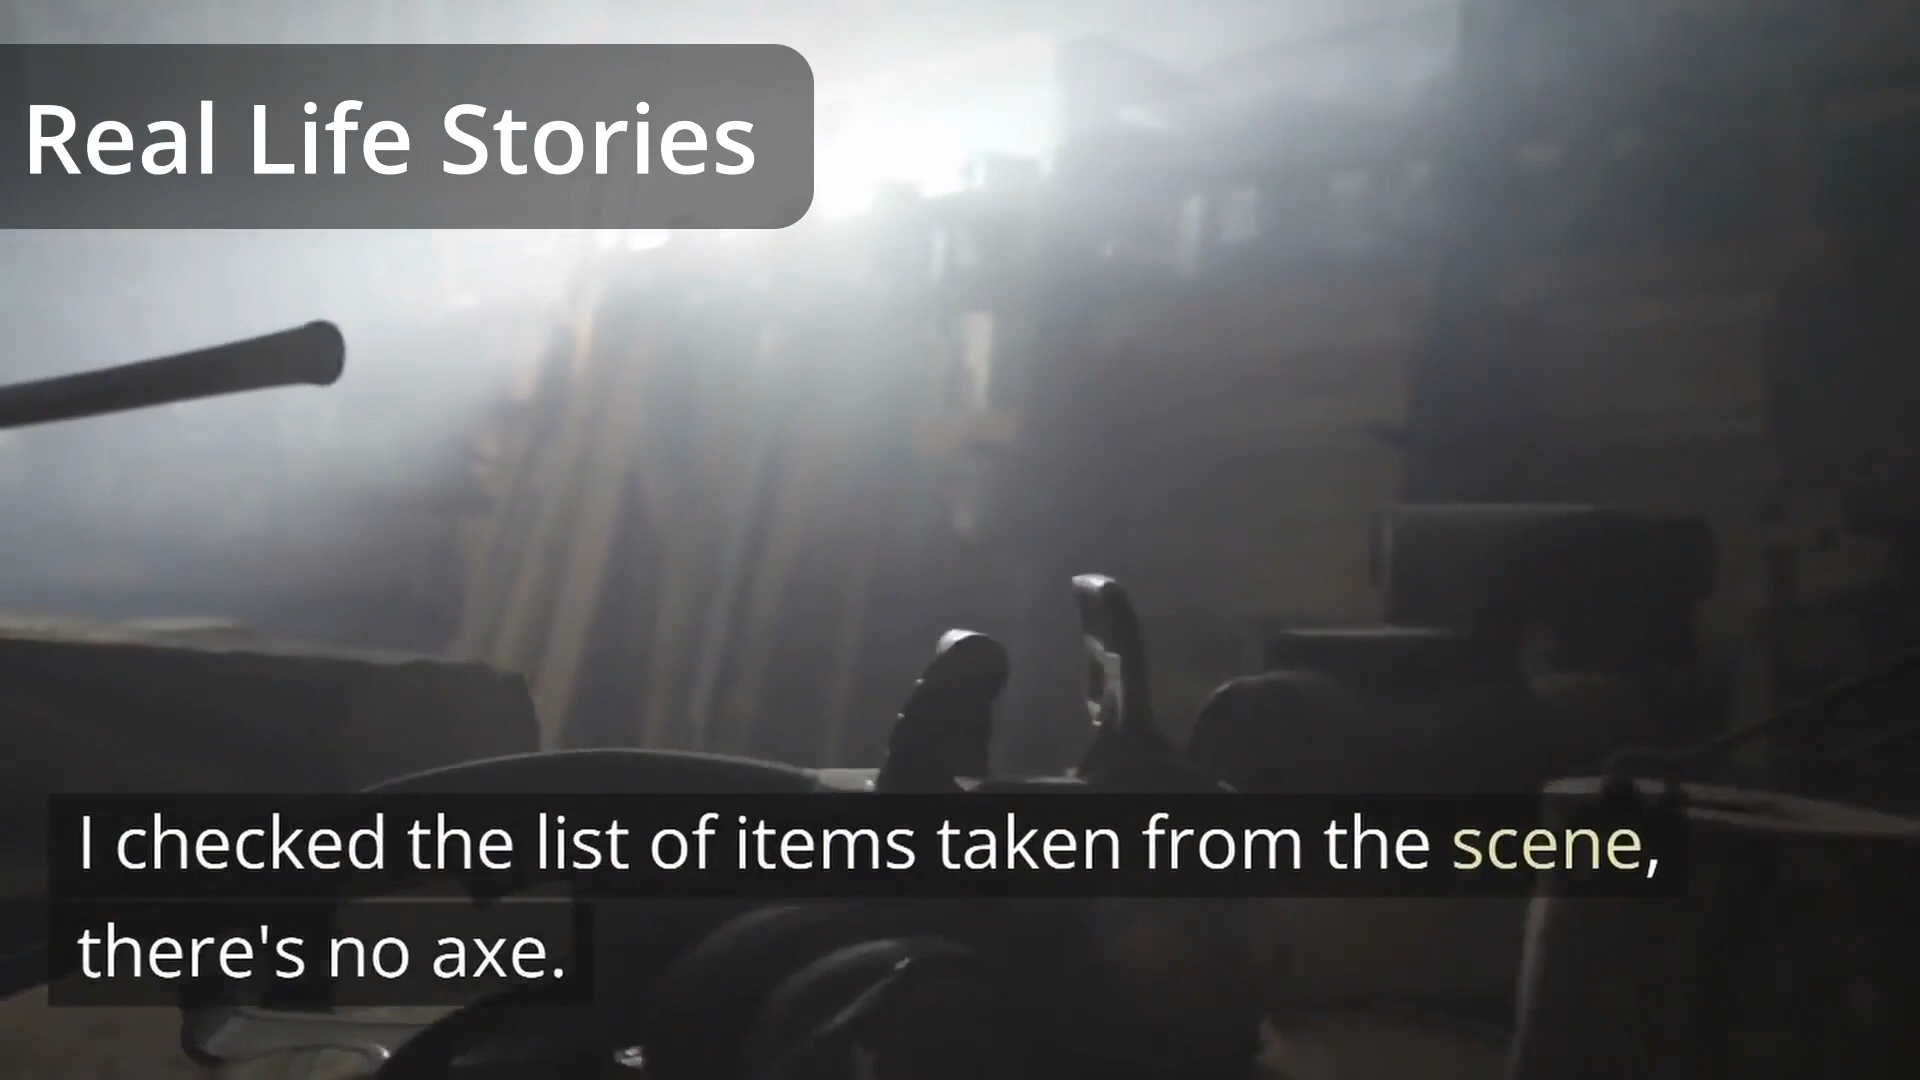 Real Life Stories
I checked the list of items taken from the scene,
there's no axe.